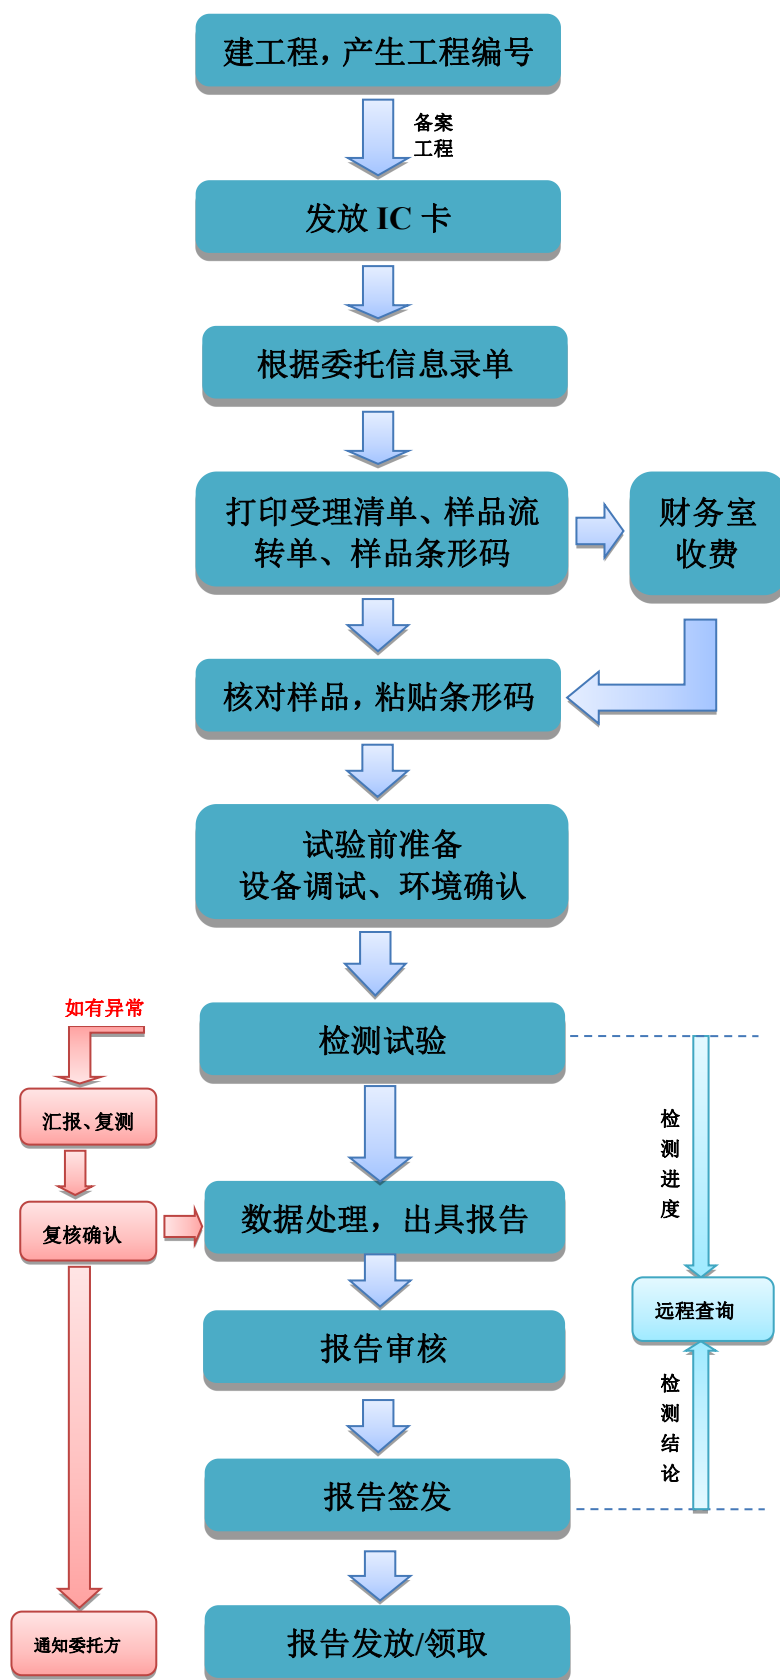 建工程，产生工程编号
备案
工程
发放 IC 卡
根据委托信息录单
打印受理清单、样品流
转单、样品条形码
财务室
收费
核对样品，粘贴条形码
试验前准备
设备调试、环境确认
如有异常
检测试验
汇报、复测
检
测
进
度
复核确认
数据处理，出具报告
远程查询
报告审核
检
测
结
论
报告签发
通知委托方
报告发放/领取